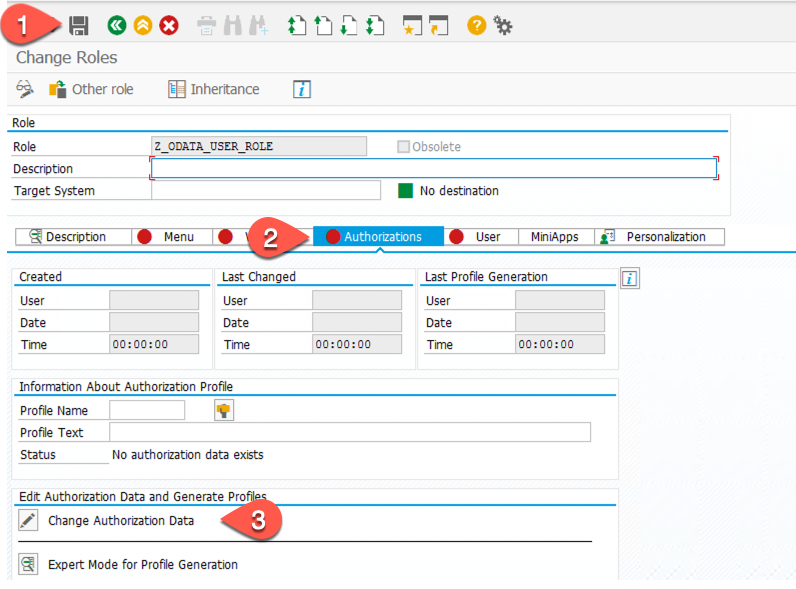 1
Change Roles
Other role Inheritance
Role
Role Z_ODATA_USER_ROLE Obsolete
Description
Target System No destination
Description Menu 2 Authorizations User MiniApps Personalization
Created Last Changed Last Profile Generation
User User User
Date Date Date
Time 00:00:00 Time 00:00:00 Time 00:00:00
Information About Authorization Profile
Profile Name
Profile Text
Status No authorization data exists
Edit Authorization Data and Generate Profiles
Change Authorization Data 3
Expert Mode for Profile Generation